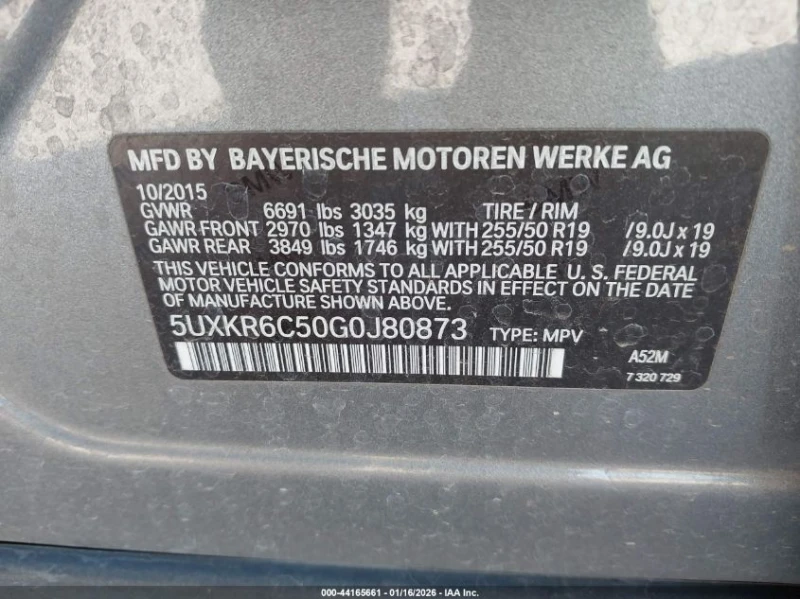 MFD BY BAYERISCHE MOTOREN WERKE AG
10/2015
GVWR 6691 lbs 3035 kg TIRE / RIM
GAWR FRONT 2970 lbs 1347 kg WITH 255/50 R19 /9.0J x 19
GAWR REAR 3849 lbs 1746 kg WITH 255/50 R19 /9.0J x 19
THIS VEHICLE CONFORMS TO ALL APPLICABLE U. S. FEDERAL
MOTOR VEHICLE SAFETY STANDARDS IN EFFECT ON THE DATE
OF MANUFACTURE SHOWN ABOVE.
5UXKR6C50G0J80873 TYPE: MPV
A52M
7 320 729
000-44165661 - 01/16/2026 - IAA Inc.